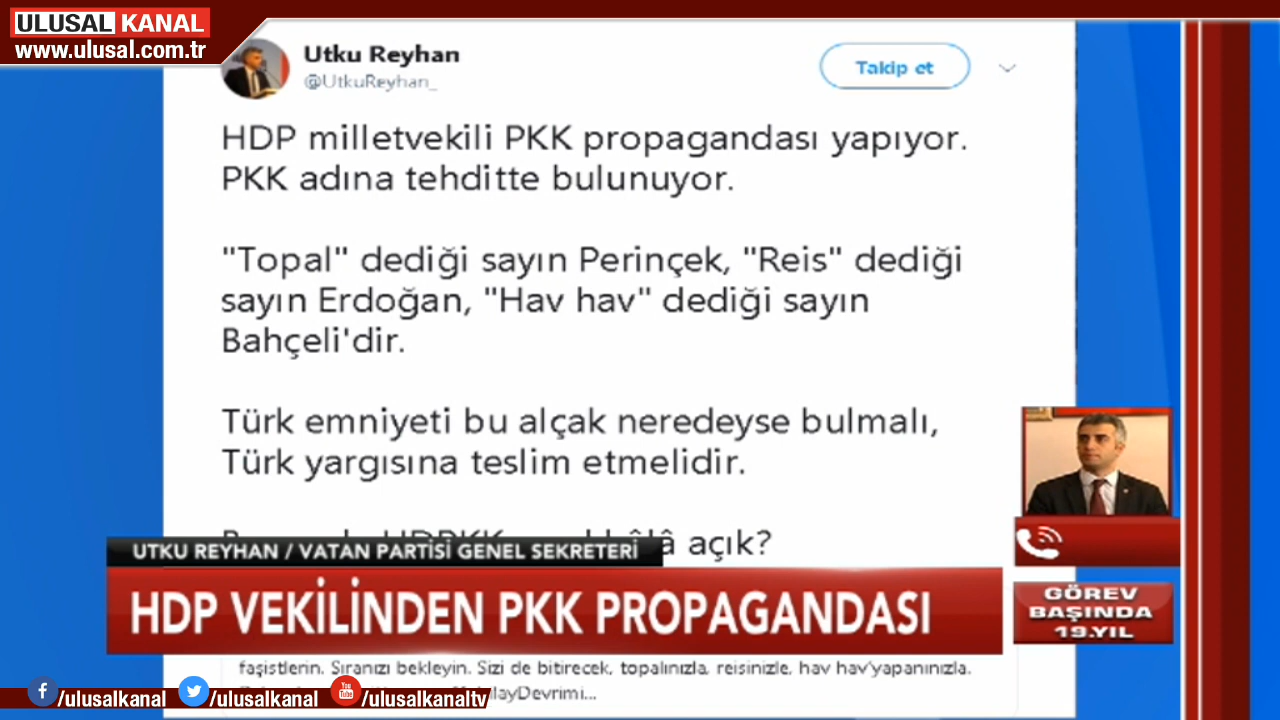 ULUSAL KANAL
www.ulusal.com.tr
Utku Reyhan
@UtkuReyhan_
Takip et
HDP milletvekili PKK propagandası yapıyor.
PKK adına tehditte bulunuyor.
"Topal" dediği sayın Perinçek, "Reis" dediği
sayın Erdoğan, "Hav hav" dediği sayın
Bahçeli'dir.
Türk emniyeti bu alçak neredeyse bulmalı,
Türk yargısına teslim etmelidir.
açık?
UTKU REYHAN / VATAN PARTİSİ GENEL SEKRETERİ
HDP VEKİLİNDEN PKK PROPAGANDASI
GÖREV
BAŞINDA
19.YIL
faşistlerin. Sıranızı bekleyin. Sizi de bitirecek, topalınızla, reisinizle, hav hav'yapanınızla.
/ulusalkanal
/ulusalkanal
You Tube
/ulusalkanaltv